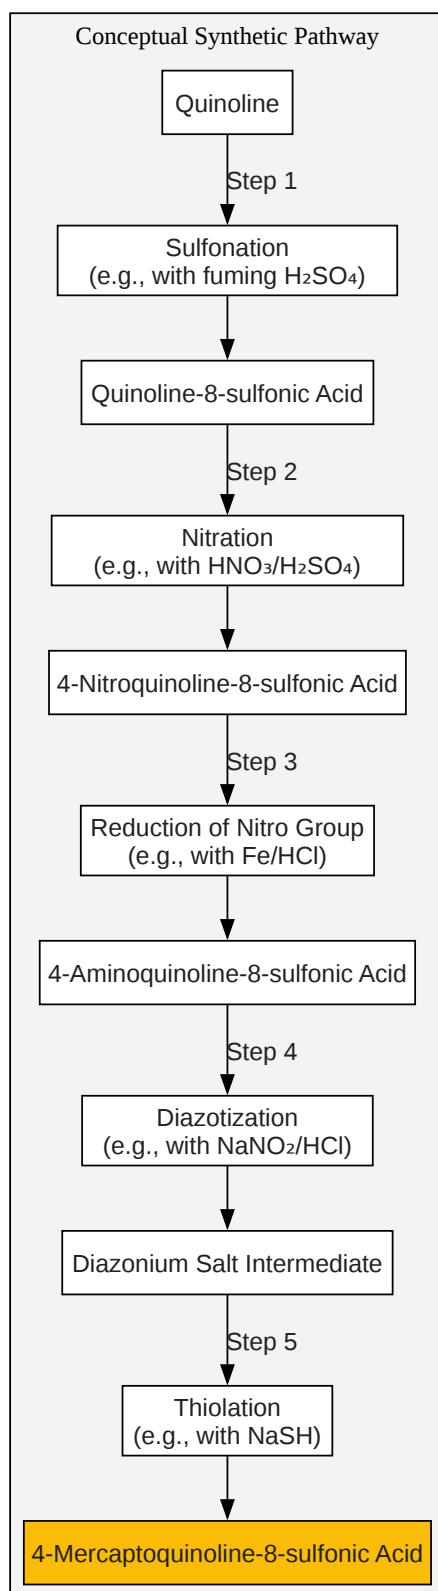 Conceptual Synthetic Pathway
Quinoline
Step 1
Sulfonation
(e.g., with fuming H₂SO₄)
Quinoline-8-sulfonic Acid
Step 2
Nitration
(e.g., with HNO₃/H₂SO₄)
4-Nitroquinoline-8-sulfonic Acid
Step 3
Reduction of Nitro Group
(e.g., with Fe/HCl)
4-Aminoquinoline-8-sulfonic Acid
Step 4
Diazotization
(e.g., with NaNO₂/HCl)
Diazonium Salt Intermediate
Step 5
Thiolation
(e.g., with NaSH)
4-Mercaptoquinoline-8-sulfonic Acid